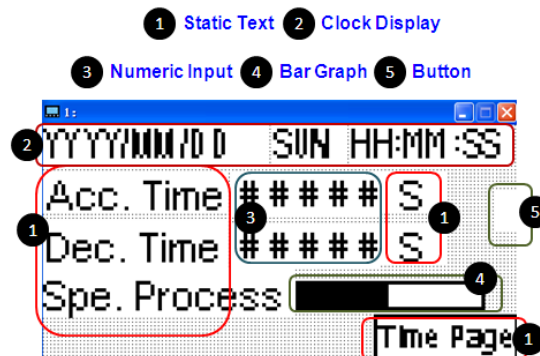 1 Static Text 2 Clock Display
3 Numeric Input 4 Bar Graph 5 Button
1:
2 YYYY/MM/DD SUN HH:MM:SS
Acc. Time ##### S
1 3 1 5
Dec. Time ##### S
4
Spe. Process
Time Page 1